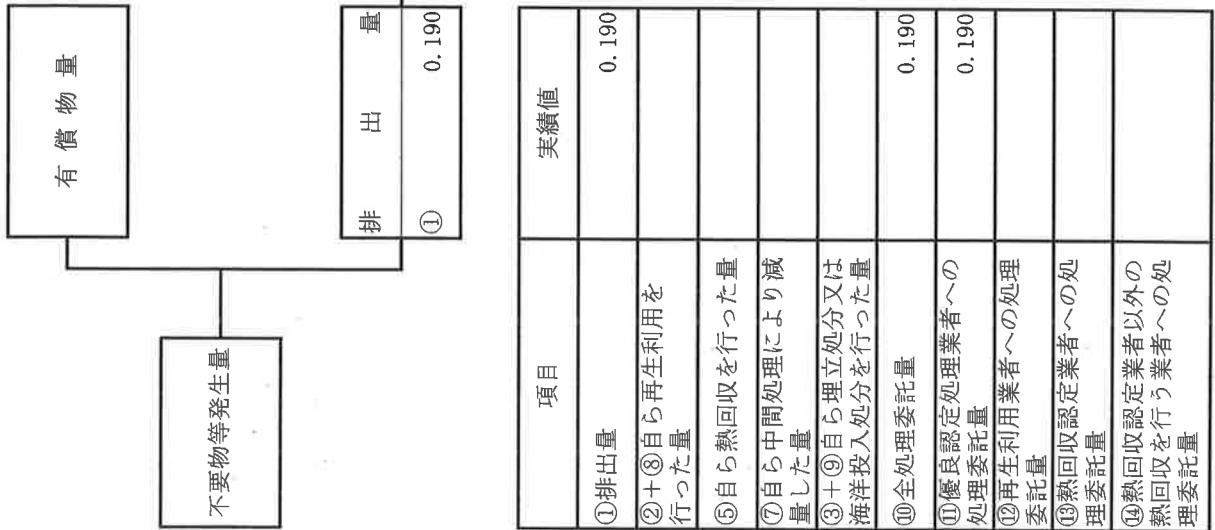 不要物等発生量
有償物量
排出量
① 0.190
項目 実績値
①排出量 0.190
②+⑧自ら再生利用を
行った量
⑤自ら熱回収を行った量
⑦自ら中間処理により減
量した量
③+⑨自ら埋立処分又は
海洋投入処分を行った量
⑩全処理委託量 0.190
⑪優良認定処理業者への
処理委託量 0.190
⑫再生利用業者への処理
委託量
⑬熱回収認定業者への処
理委託量
⑭熱回収認定業者以外の
熱回収を行う業者への処
理委託量